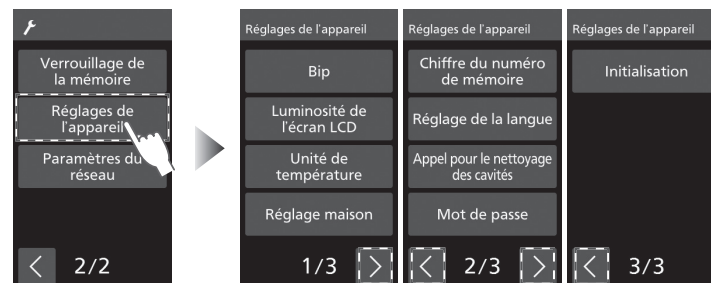 Verrouillage de
la mémoire
Réglages de
l'appareil
Paramètres du
réseau
< 2/2
Réglages de l'appareil
Bip
Luminosité de
l'écran LCD
Unité de
température
Réglage maison
1/3 >
Réglages de l'appareil
Chiffre du numéro
de mémoire
Réglage de la langue
Appel pour le nettoyage
des cavités
Mot de passe
< 2/3 >
Réglages de l'appareil
Initialisation
< 3/3